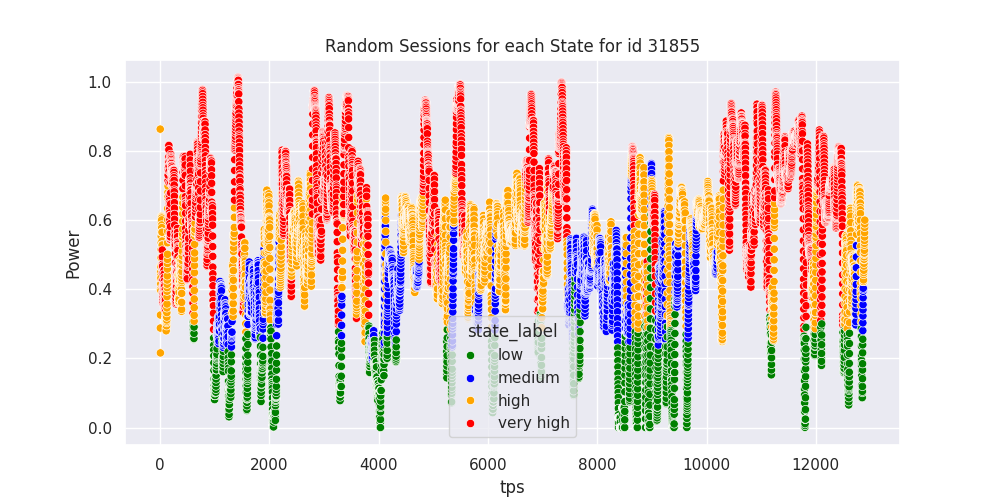 Random Sessions for each State for id 31855
Power
1.0
0.8
0.6
0.4
0.2
0.0
state_label
low
medium
high
very high
0 2000 4000 6000 8000 10000 12000
tps